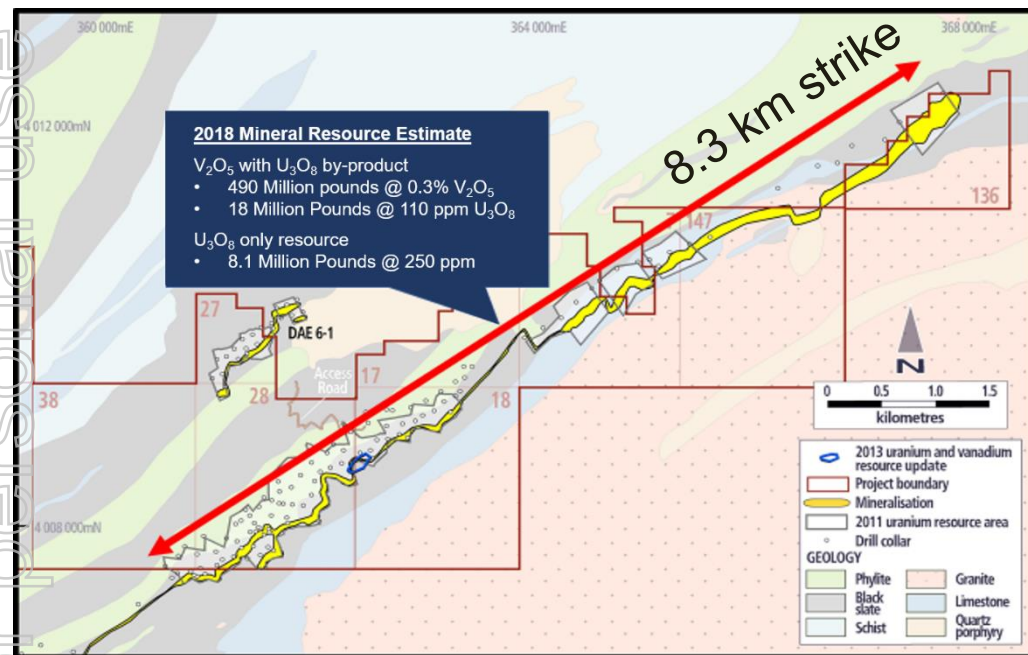 For personal use only
360 000mE
364 000mE
368 000mE
4 012 000mN
4 008 000mN
8.3 km strike
2018 Mineral Resource Estimate
V₂O₅ with U₃O₈ by-product
• 490 Million pounds @ 0.3% V₂O₅
• 18 Million Pounds @ 110 ppm U₃O₈
U₃O₈ only resource
• 8.1 Million Pounds @ 250 ppm
136
147
27
DAE 6-1
Access
Road
17
38
28
18
N
0 0.5 1.0 1.5
kilometres
2013 uranium and vanadium
resource update
Project boundary
Mineralisation
2011 uranium resource area
Drill collar
GEOLOGY
Phylite
Granite
Black
slate
Limestone
Schist
Quartz
porphyry